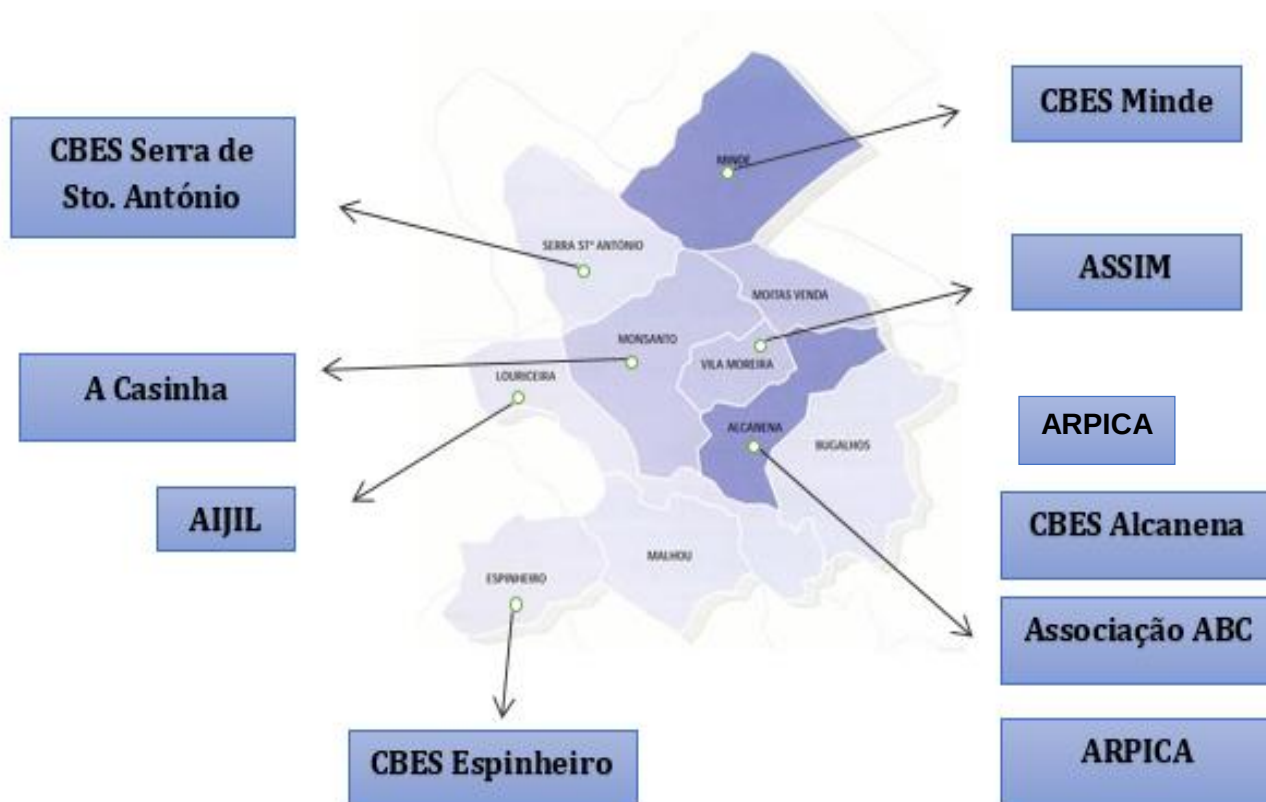 CBES Minde
CBES Serra de
Sto. António
MINDE
SERRA STº ANTÓNIO
ASSIM
MOITAS VENDA
MONSANTO
VILA MOREIRA
A Casinha
LOURICEIRA
ARPICA
ALCANENA
BUGALHOS
AIJIL
CBES Alcanena
MALHOU
ESPINHEIRO
Associação ABC
CBES Espinheiro
ARPICA